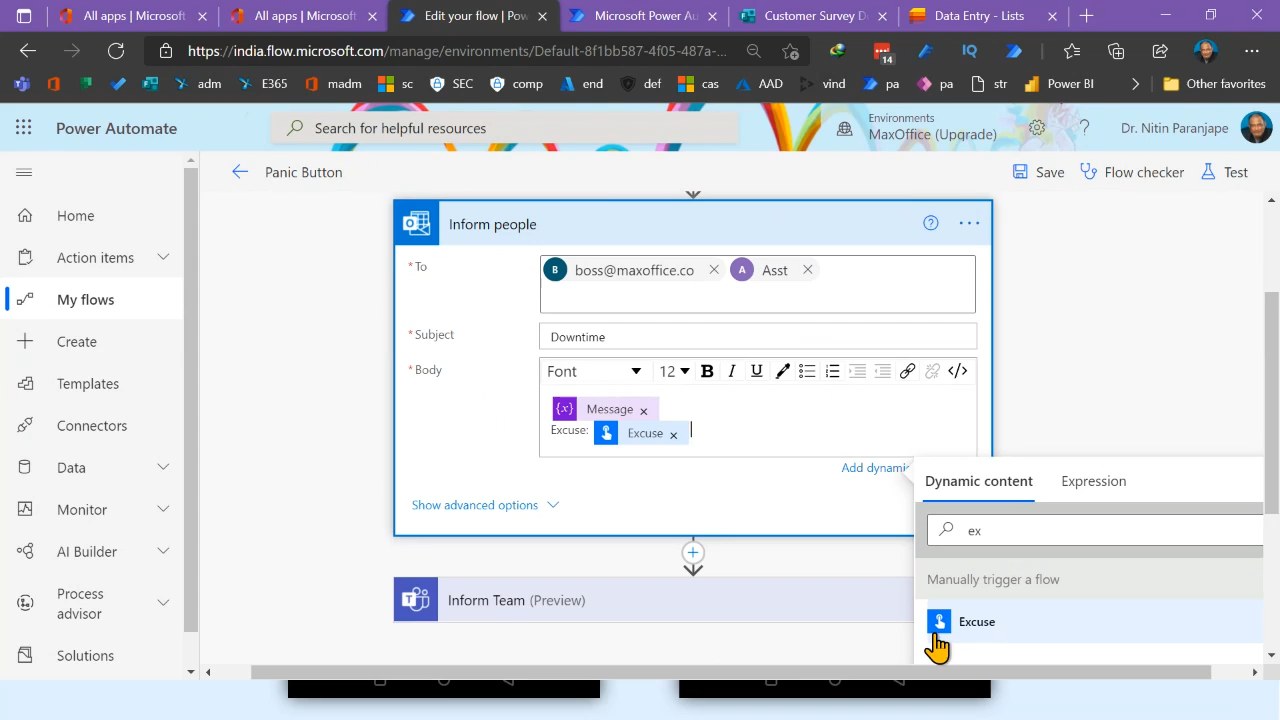 All apps | Microsoft
All apps | Microsoft
Edit your flow | Pow
Microsoft Power Au
Customer Survey D
Data Entry - Lists
https://india.flow.microsoft.com/manage/environments/Default-8f1bb587-4f05-487a-...
14
IQ
adm
E365
madm
sc
SEC
comp
end
def
cas
AAD
vind
pa
pa
str
Power BI
Other favorites
Power Automate
Search for helpful resources
Environments
MaxOffice (Upgrade)
?
Dr. Nitin Paranjape
Panic Button
Save
Flow checker
Test
Home
Action items
My flows
Create
Templates
Connectors
Data
Monitor
AI Builder
Process
advisor
Solutions
Inform people
* To
B boss@maxoffice.co A Asst
* Subject
Downtime
* Body
Font 12 B I U </>
{x} Message
Excuse: Excuse
Add dynamic
Show advanced options
Inform Team (Preview)
Dynamic content
Expression
ex
Manually trigger a flow
Excuse